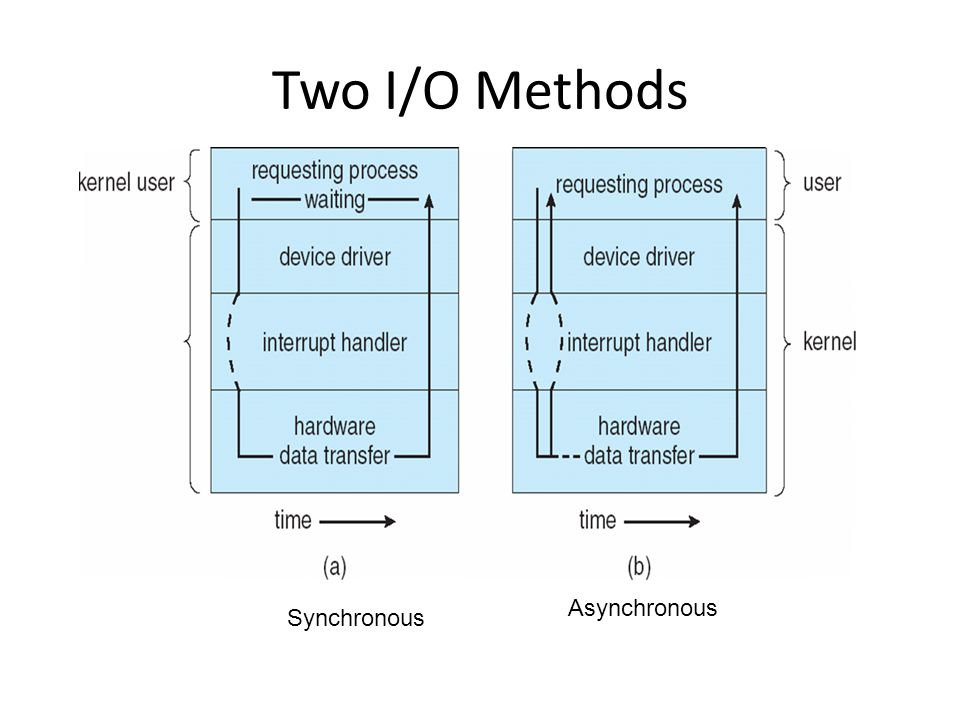 Two I/O Methods
kernel user
requesting process
waiting
device driver
interrupt handler
hardware
data transfer
time
(a)
Synchronous
requesting process
user
device driver
interrupt handler
kernel
hardware
data transfer
time
(b)
Asynchronous